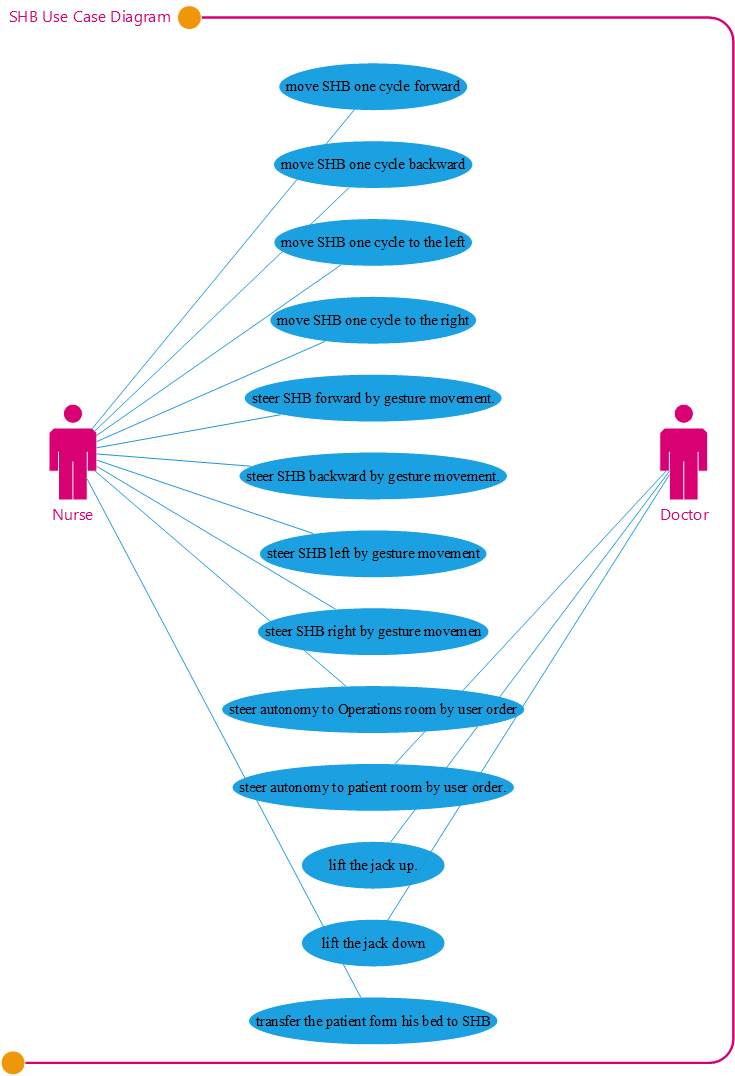 SHB Use Case Diagram
move SHB one cycle forward
move SHB one cycle backward
move SHB one cycle to the left
move SHB one cycle to the right
steer SHB forward by gesture movement.
steer SHB backward by gesture movement.
Nurse
Doctor
steer SHB left by gesture movement
steer SHB right by gesture movemen
steer autonomy to Operations room by user order
steer autonomy to patient room by user order.
lift the jack up.
lift the jack down
transfer the patient form his bed to SHB